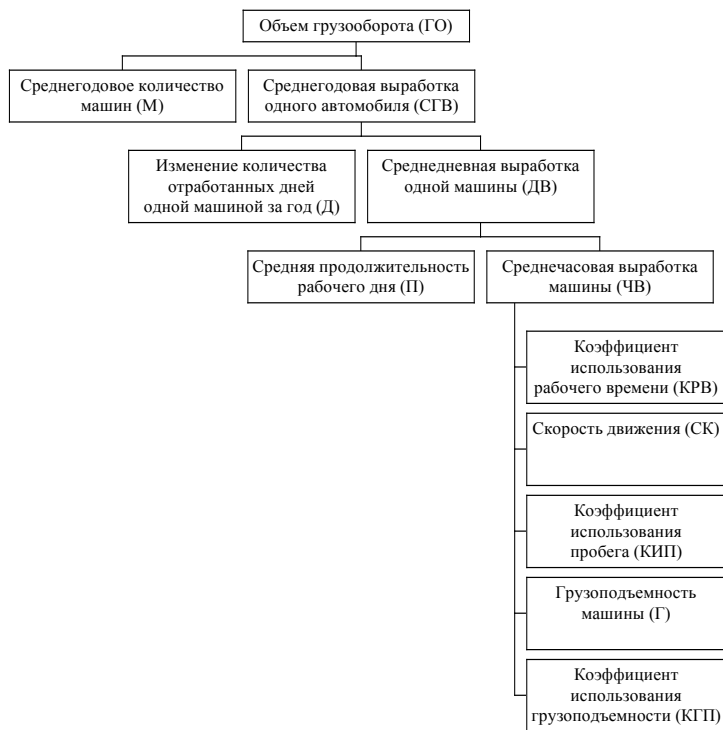 Объем грузооборота (ГО)
Среднегодовое количество
машин (М)
Среднегодовая выработка
одного автомобиля (СГВ)
Изменение количества
отработанных дней
одной машиной за год (Д)
Среднедневная выработка
одной машины (ДВ)
Средняя продолжительность
рабочего дня (П)
Среднечасовая выработка
машины (ЧВ)
Коэффициент
использования
рабочего времени (КРВ)
Скорость движения (СК)
Коэффициент
использования
пробега (КИП)
Грузоподъемность
машины (Г)
Коэффициент
использования
грузоподъемности (КГП)